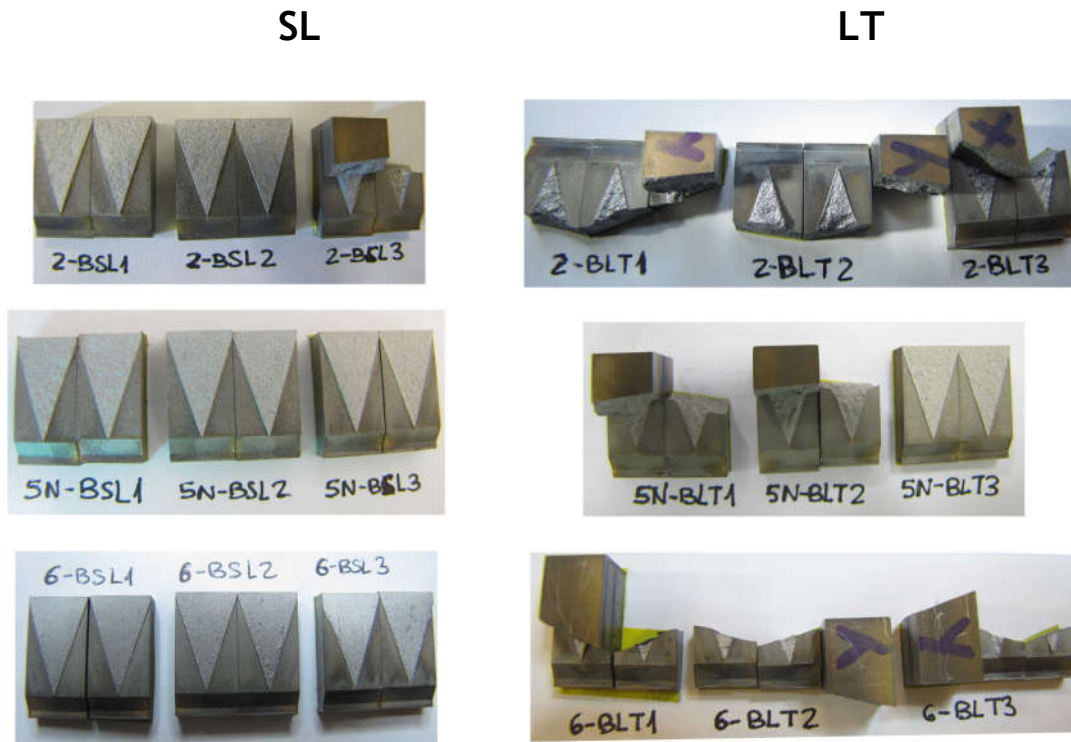 SL LT
2-BSL1 2-BSL2 2-BSL3
2-BLT1 2-BLT2 2-BLT3
5N-BSL1 5N-BSL2 5N-BSL3
5N-BLT1 5N-BLT2 5N-BLT3
6-BSL1 6-BSL2 6-BSL3
6-BLT1 6-BLT2 6-BLT3